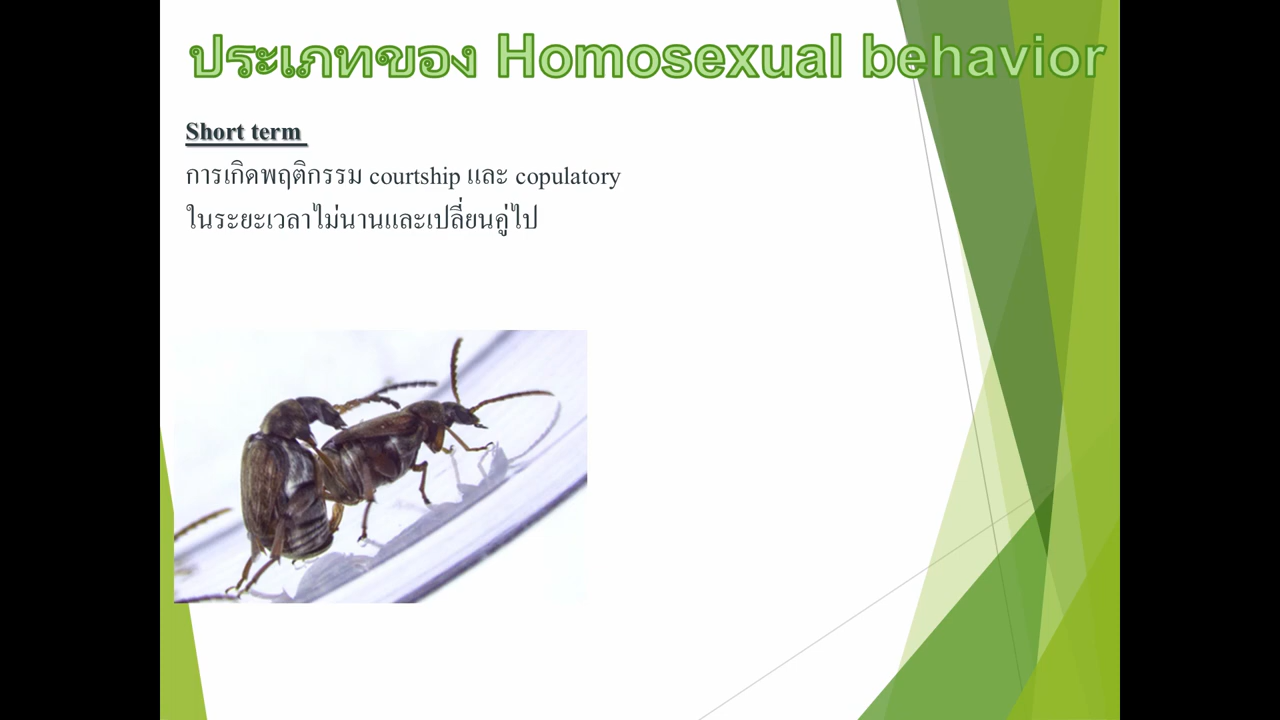 ประเภทของ Homosexual behavior
Short term
การเกิดพฤติกรรม courtship และ copulatory
ในระยะเวลาไม่นานและเปลี่ยนคู่ไป